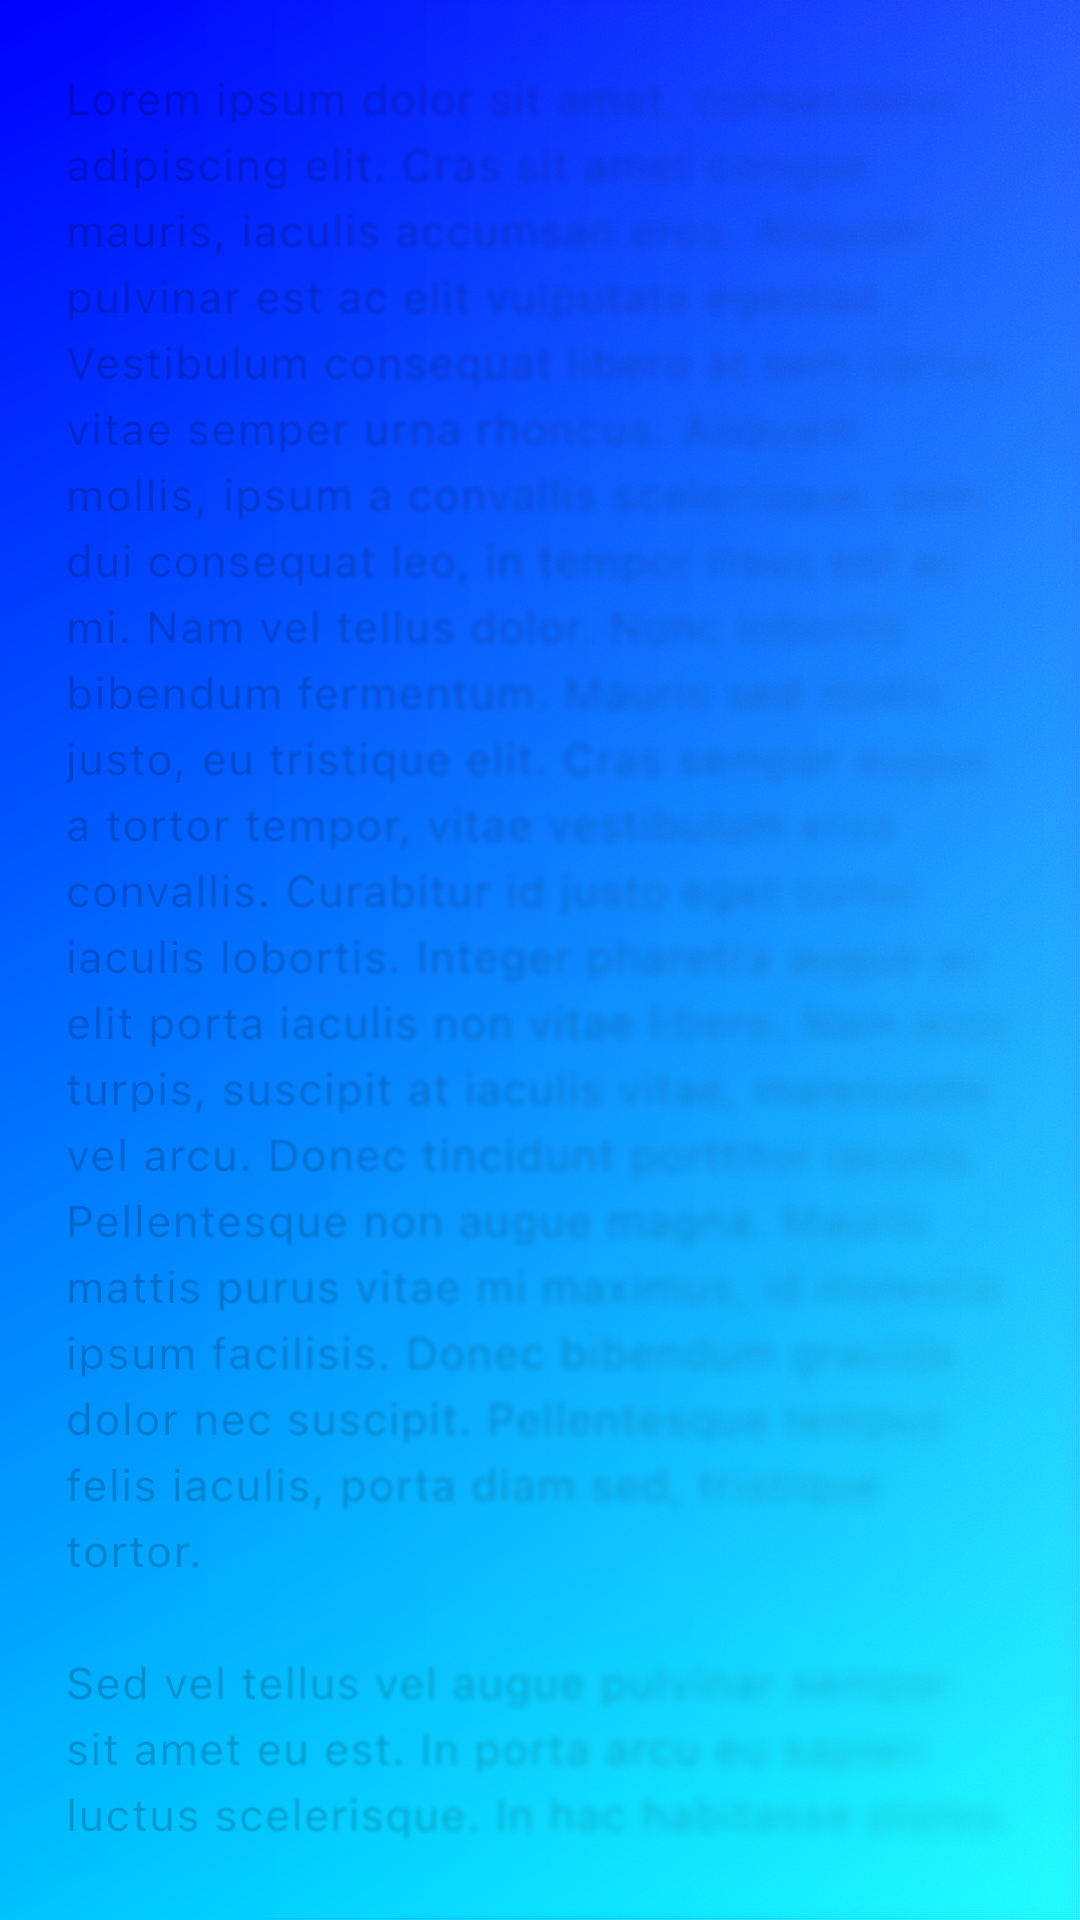 Lorem ipsum dolor sit amet, consectetur
adipiscing elit. Cras sit amet congue
mauris, iaculis accumsan eros. Aliquam
pulvinar est ac elit vulputate egestas.
Vestibulum consequat libero at sem varius,
vitae semper urna rhoncus. Aliquam
mollis, ipsum a convallis scelerisque, sem
dui consequat leo, in tempor risus est ac
mi. Nam vel tellus dolor. Nunc lobortis
bibendum fermentum. Mauris sed
justo, eu tristique elit. Cras semper augue
a tortor tempor, vitae vestibulum eros
convallis. Curabitur id justo eget tortor
iaculis lobortis. Integer pharetra augue ac
elit porta iaculis non vitae libero. Nam eros
turpis, suscipit at iaculis vitae, malesuada
vel arcu. Donec tincidunt porttitor iaculis.
Pellentesque non augue magna. Mauris
mattis purus vitae mi maximus, id molestie
ipsum facilisis. Donec bibendum gravida
dolor nec suscipit. Pellentesque tempus
felis iaculis, porta diam sed, tristique
tortor.
Sed vel tellus vel augue pulvinar semper
sit amet eu est. In porta arcu eu sapien
luctus scelerisque. In hac habitasse platea